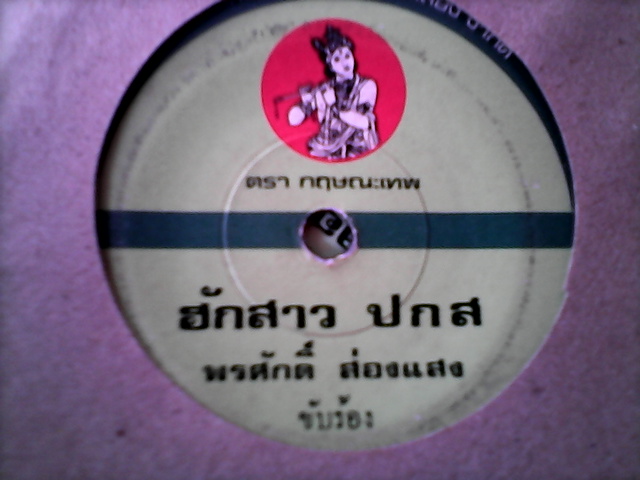 ตรา กฤษณะเทพ
ฮักสาว ปกส
พรศักดิ์ ส่องแสง
ขับร้อง